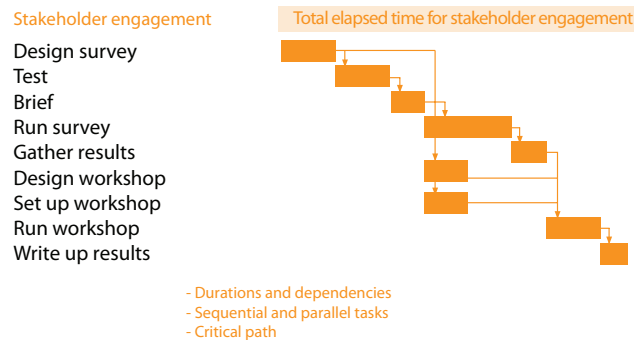 Stakeholder engagement
Total elapsed time for stakeholder engagement
Design survey
Test
Brief
Run survey
Gather results
Design workshop
Set up workshop
Run workshop
Write up results
- Durations and dependencies
- Sequential and parallel tasks
- Critical path